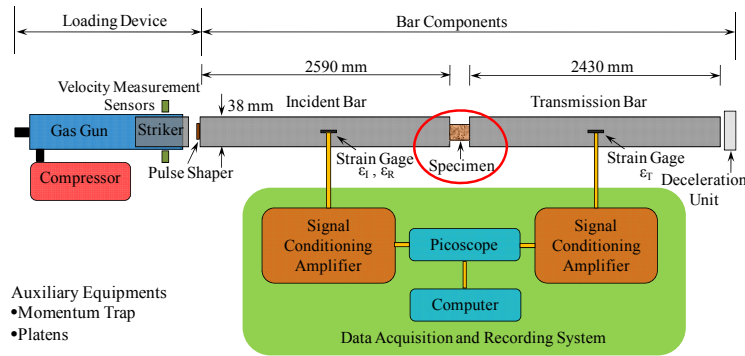 Loading Device
Bar Components
2590 mm
2430 mm
Velocity Measurement
Sensors
38 mm
Incident Bar
Transmission Bar
Gas Gun
Striker
Compressor
Pulse Shaper
Strain Gage
εI , εR
Specimen
Strain Gage
εT
Deceleration
Unit
Signal
Conditioning
Amplifier
Picoscope
Signal
Conditioning
Amplifier
Computer
Auxiliary Equipments
•Momentum Trap
•Platens
Data Acquisition and Recording System